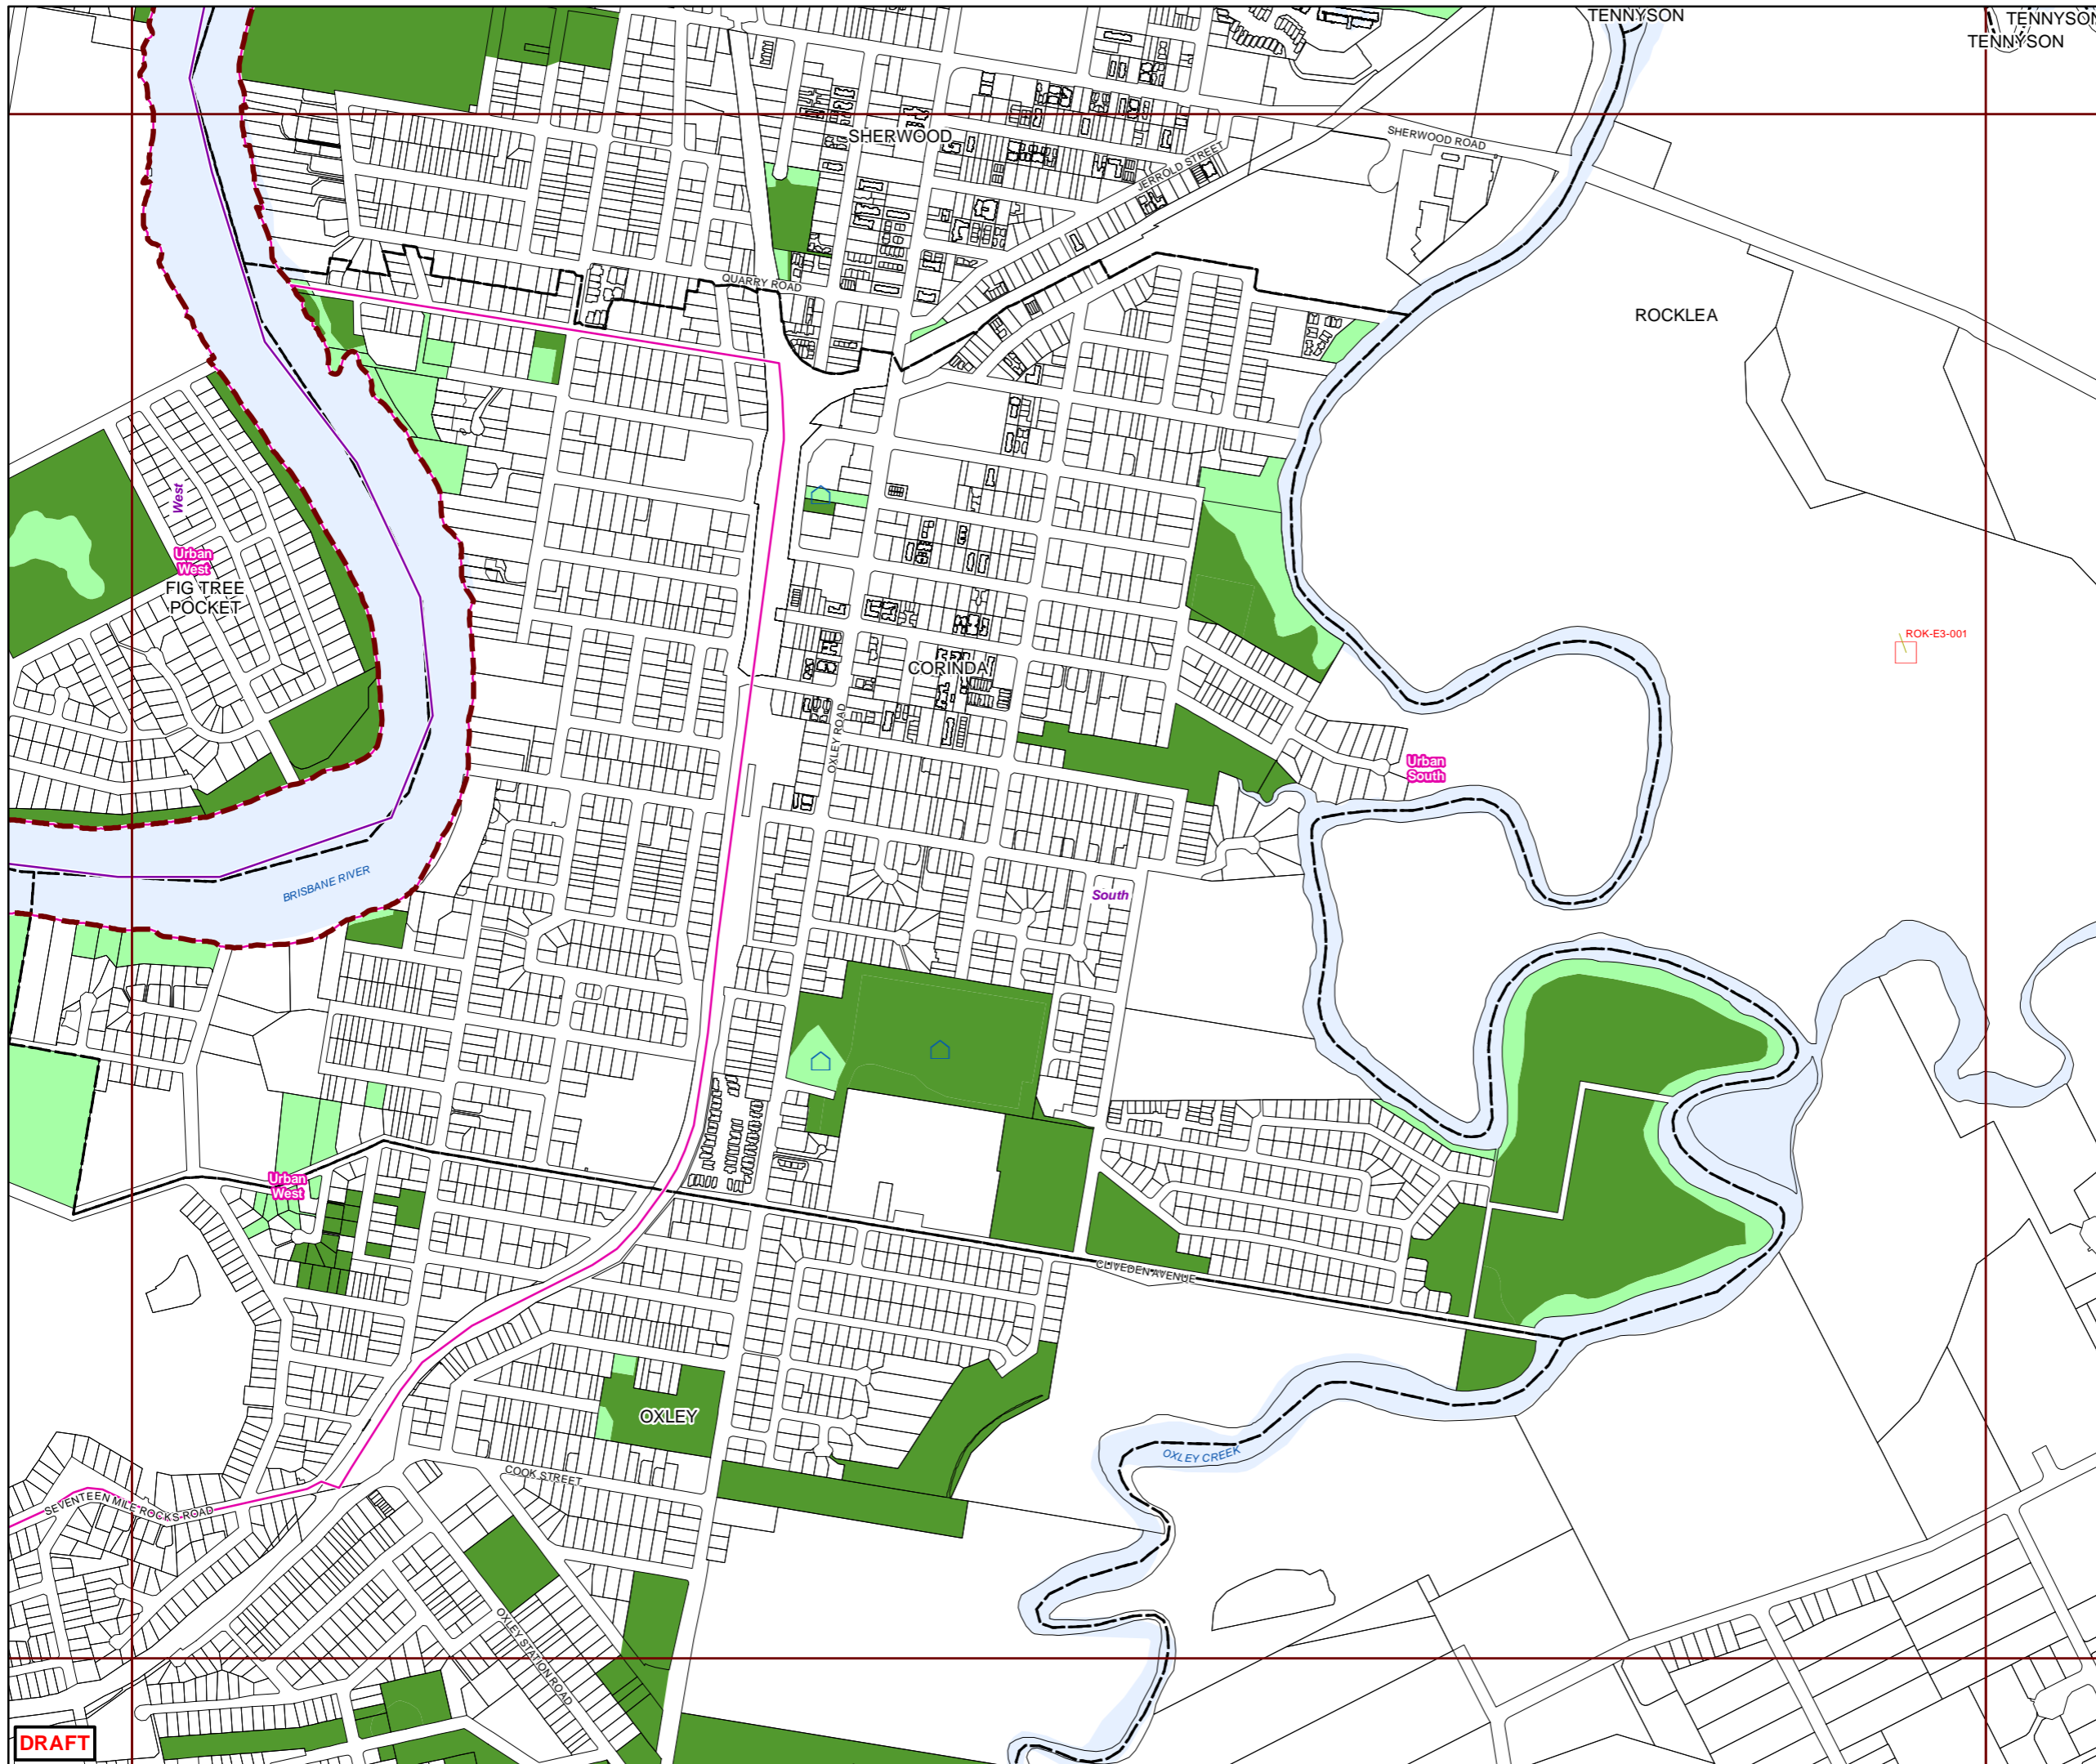 TENNYSON
TENNYSON
TENNYSON
SHERWOOD
SHERWOOD ROAD
JERROLD STREET
QUARRY ROAD
ROCKLEA
West
Urban
West
FIG TREE
POCKET
ROK-E3-001
CORINDA
OXLEY ROAD
Urban
South
BRISBANE RIVER
South
Urban
West
CLIVEDEN AVENUE
OXLEY
OXLEY CREEK
COOK STREET
SEVENTEEN MILE ROCKS ROAD
OXLEY STATION ROAD
DRAFT